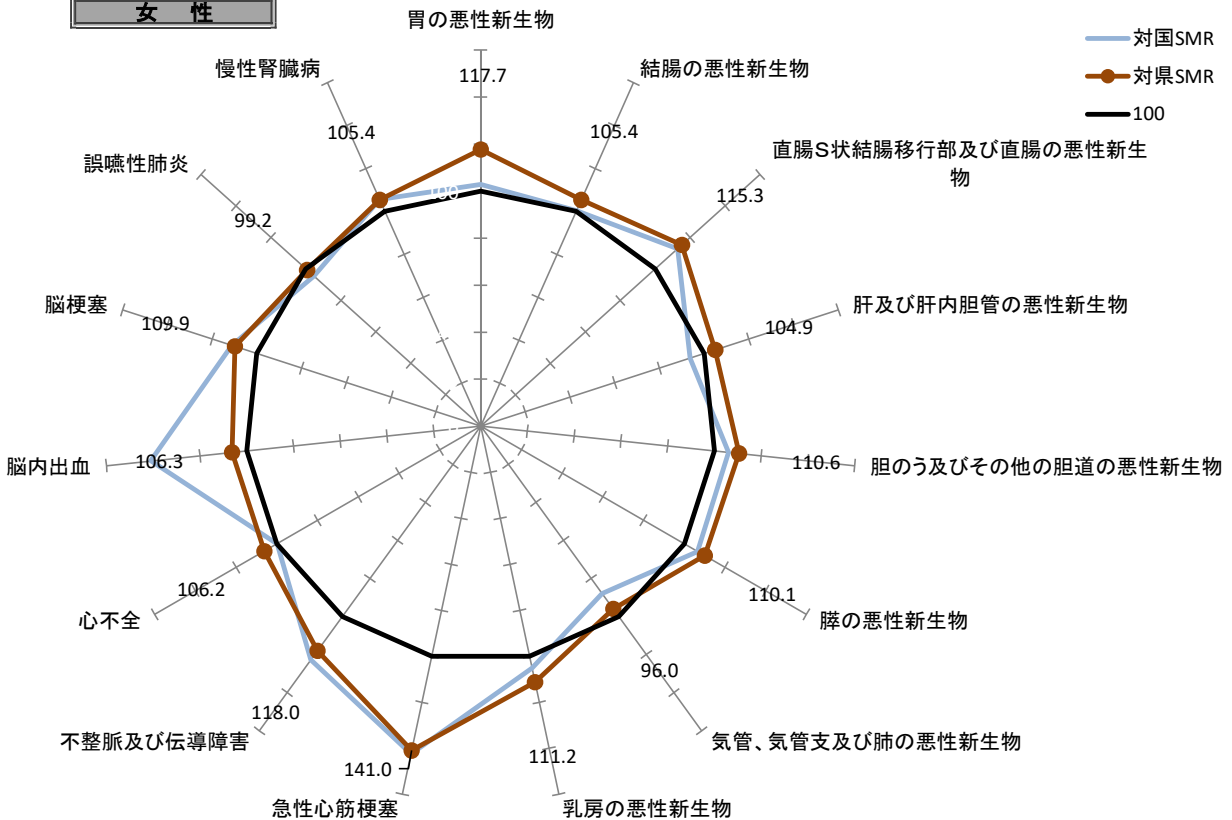 女 性
胃の悪性新生物
117.7
対国SMR
対県SMR
100
慢性腎臓病
105.4
結腸の悪性新生物
105.4
誤嚥性肺炎
99.2
直腸S状結腸移行部及び直腸の悪性新生
物
115.3
100
脳梗塞
109.9
肝及び肝内胆管の悪性新生物
104.9
脳内出血
106.3
胆のう及びその他の胆道の悪性新生物
110.6
心不全
106.2
膵の悪性新生物
110.1
不整脈及び伝導障害
118.0
気管、気管支及び肺の悪性新生物
96.0
急性心筋梗塞
141.0
乳房の悪性新生物
111.2